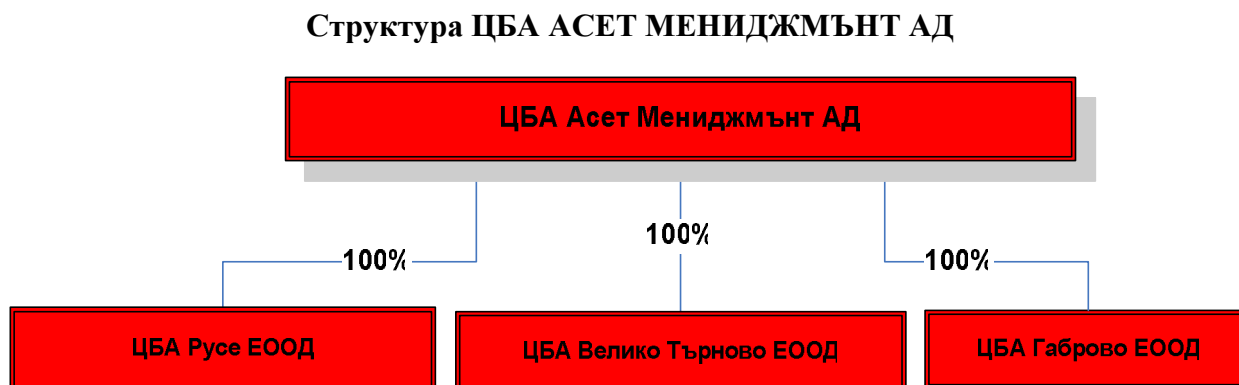 Структура ЦБА АСЕТ МЕНИДЖМЪНТ АД
ЦБА Асет Мениджмънт АД
100%
100%
100%
ЦБА Русе ЕООД
ЦБА Велико Търново ЕООД
ЦБА Габрово ЕООД